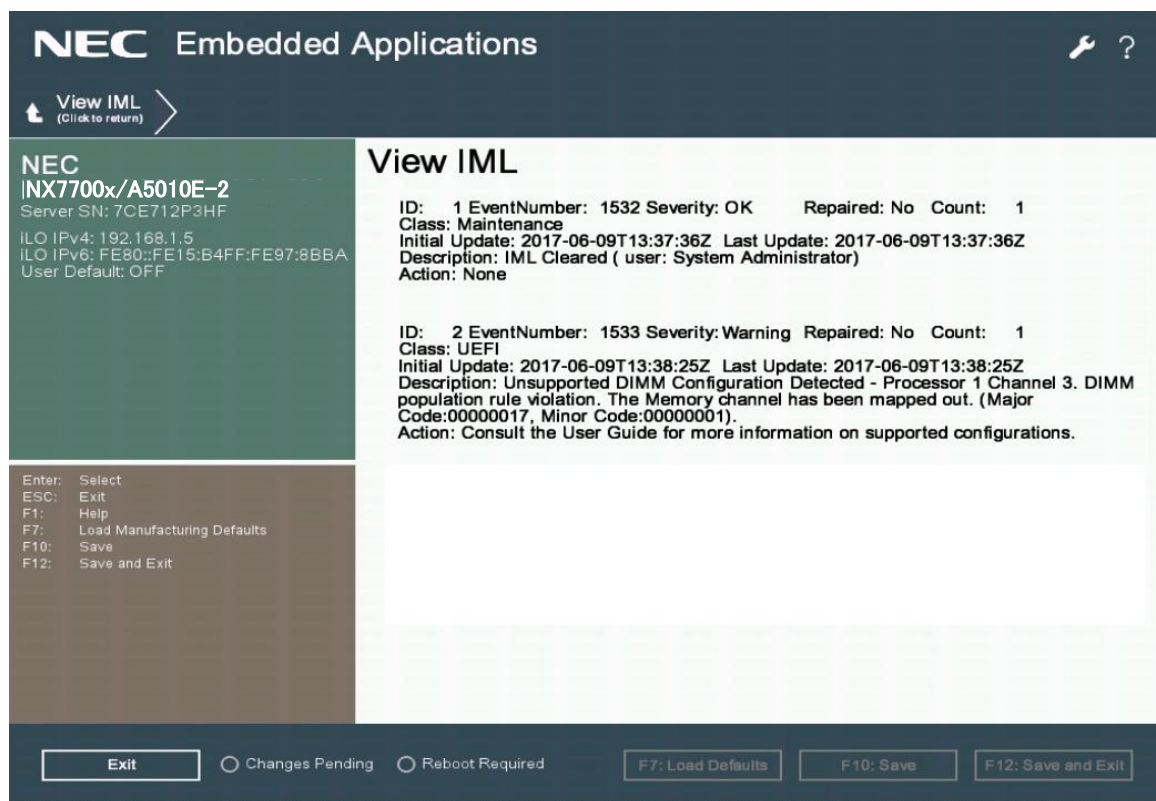 NEC Embedded Applications
?
View IML
(Click to return)
NEC
NX7700x/A5010E-2
Server SN: 7CE712P3HF
iLO IPv4: 192.168.1.5
iLO IPv6: FE80::FE15:B4FF:FE97:8BBA
User Default: OFF
Enter: Select
ESC: Exit
F1: Help
F7: Load Manufacturing Defaults
F10: Save
F12: Save and Exit
View IML
ID: 1 EventNumber: 1532 Severity: OK Repaired: No Count: 1
Class: Maintenance
Initial Update: 2017-06-09T13:37:36Z Last Update: 2017-06-09T13:37:36Z
Description: IML Cleared ( user: System Administrator)
Action: None
ID: 2 EventNumber: 1533 Severity: Warning Repaired: No Count: 1
Class: UEFI
Initial Update: 2017-06-09T13:38:25Z Last Update: 2017-06-09T13:38:25Z
Description: Unsupported DIMM Configuration Detected - Processor 1 Channel 3. DIMM
population rule violation. The Memory channel has been mapped out. (Major
Code:00000017, Minor Code:00000001).
Action: Consult the User Guide for more information on supported configurations.
Exit
Changes Pending
Reboot Required
F7: Load Defaults
F10: Save
F12: Save and Exit